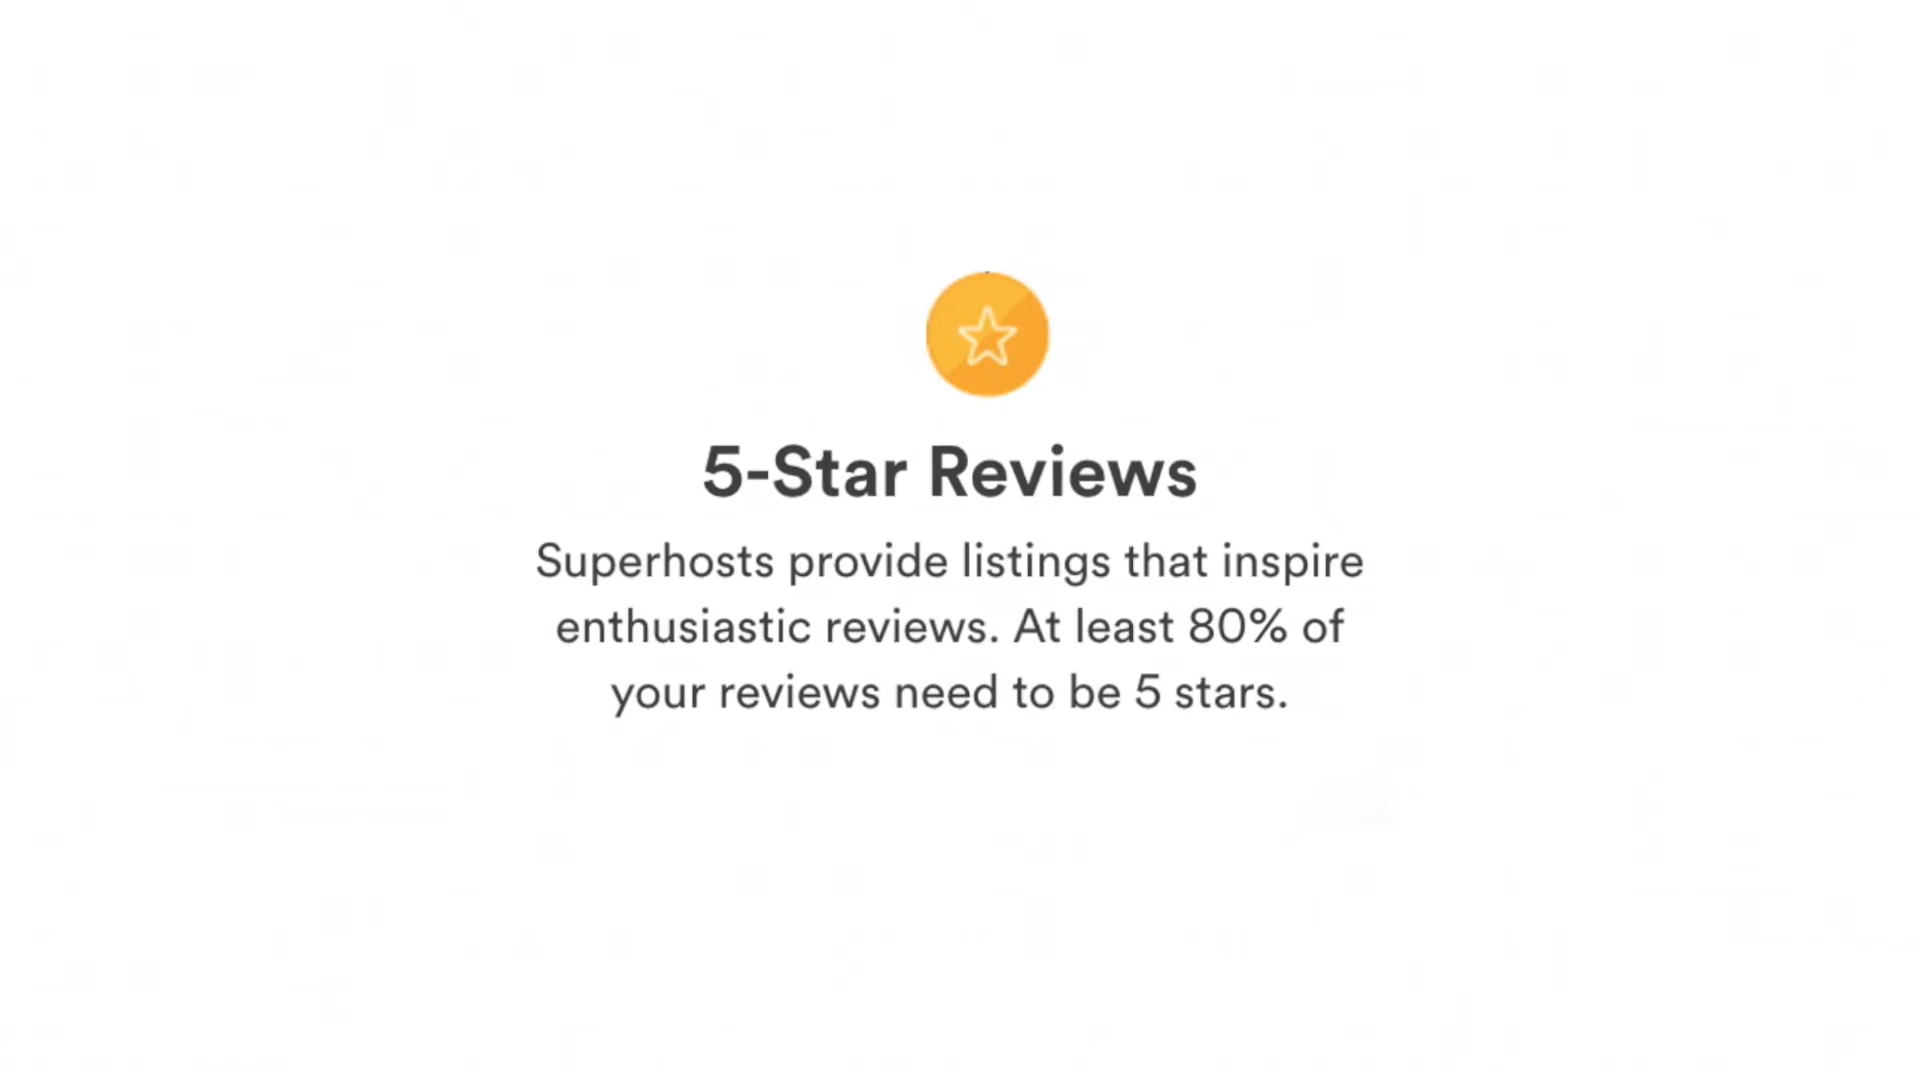 5-Star Reviews
Superhosts provide listings that inspire
enthusiastic reviews. At least 80% of
your reviews need to be 5 stars.